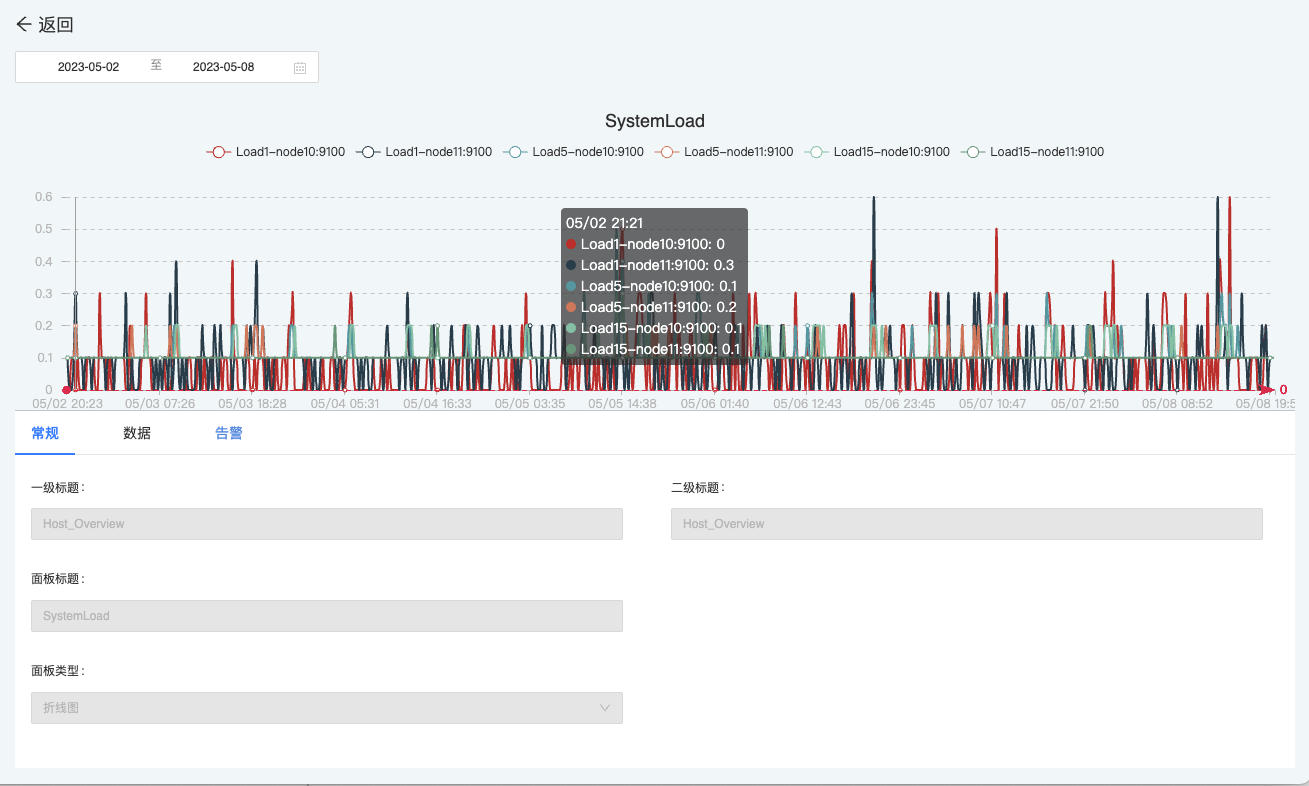 返回
2023-05-02 至 2023-05-08
SystemLoad
Load1-node10:9100 Load1-node11:9100 Load5-node10:9100 Load5-node11:9100 Load15-node10:9100 Load15-node11:9100
0.6
0.5
0.4
0.3
0.2
0.1
0
05/02 21:21
Load1-node10:9100: 0
Load1-node11:9100: 0.3
Load5-node10:9100: 0.1
Load5-node11:9100: 0.2
Load15-node10:9100: 0.1
Load15-node11:9100: 0.1
0
05/02 20:23 05/03 07:26 05/03 18:28 05/04 05:31 05/04 16:33 05/05 03:35 05/05 14:38 05/06 01:40 05/06 12:43 05/06 23:45 05/07 10:47 05/07 21:50 05/08 08:52 05/08 19:5
常规 数据 告警
一级标题: 二级标题:
Host_Overview Host_Overview
面板标题:
SystemLoad
面板类型:
折线图